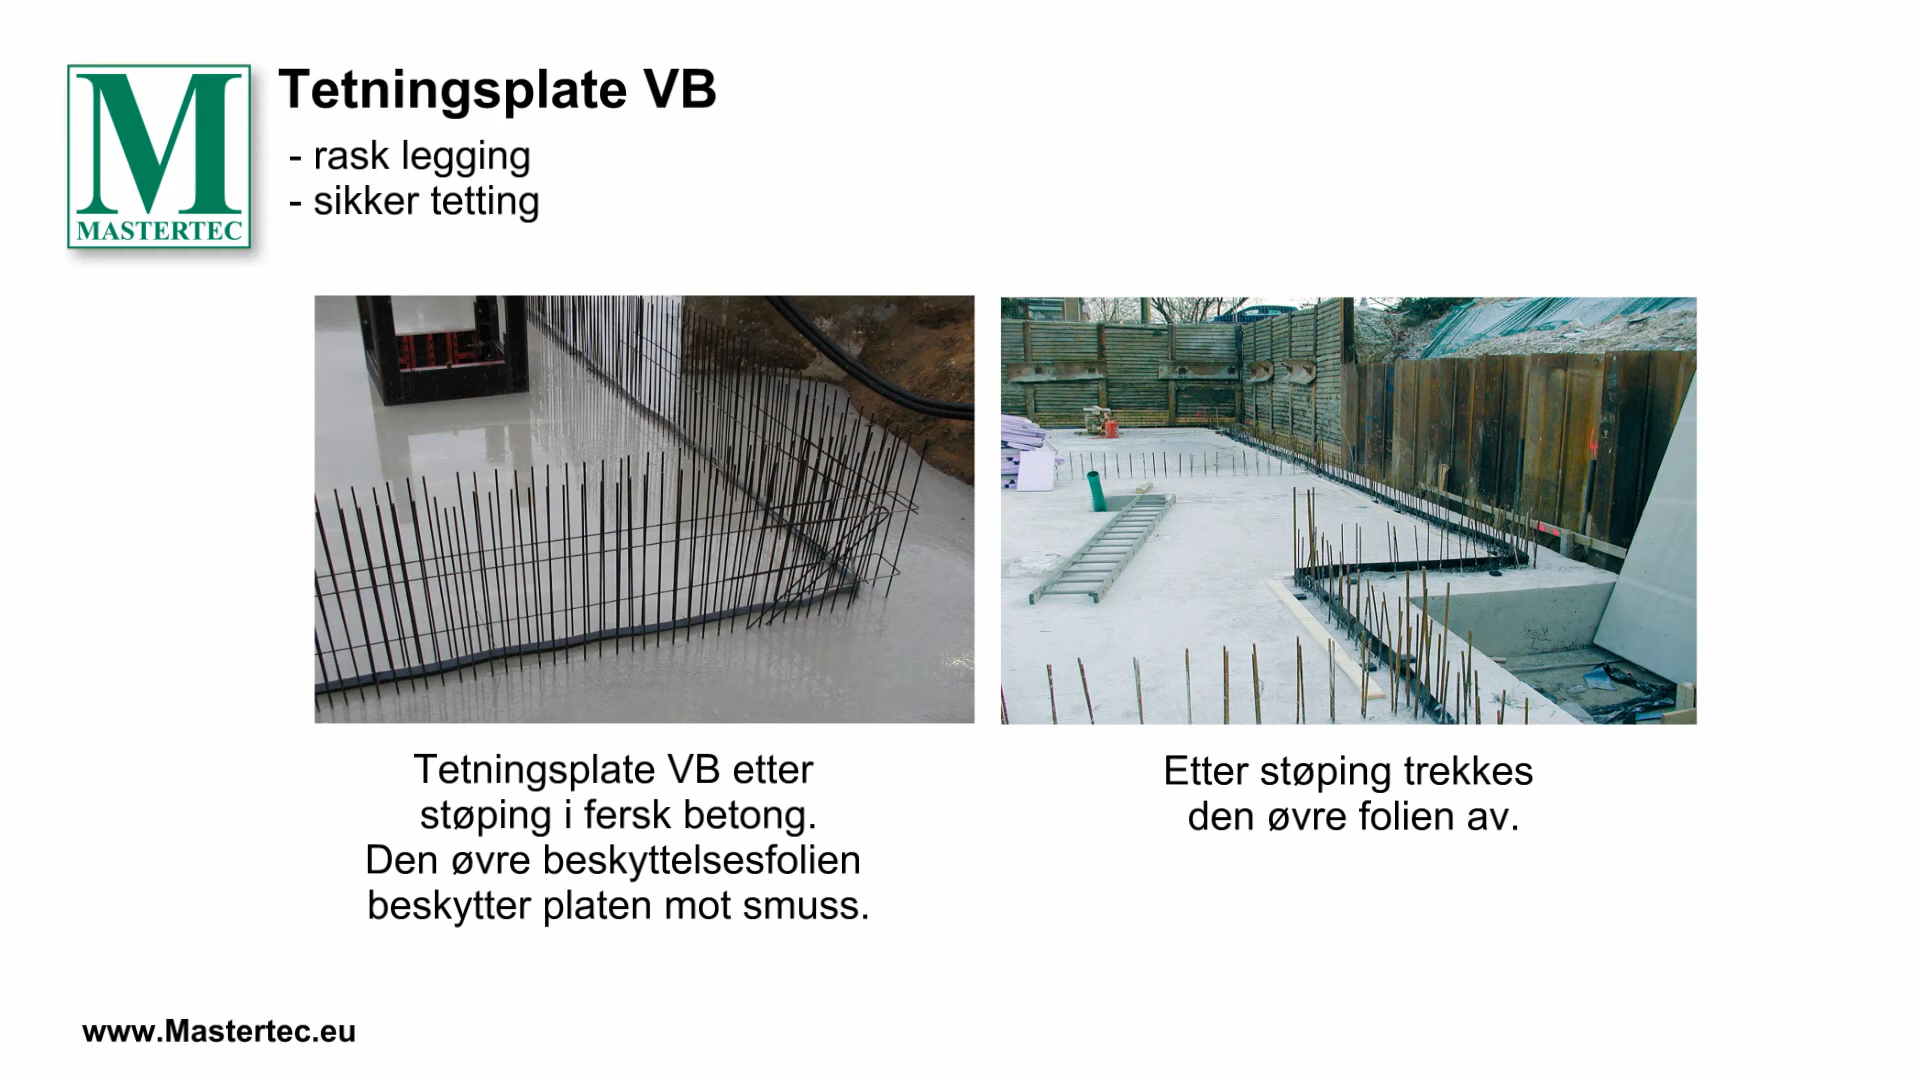 M
MASTERTEC
Tetningsplate VB
- rask legging
- sikker tetting
Tetningsplate VB etter
støping i fersk betong.
Den øvre beskyttelsesfolien
beskytter platen mot smuss.
Etter støping trekkes
den øvre folien av.
www.Mastertec.eu